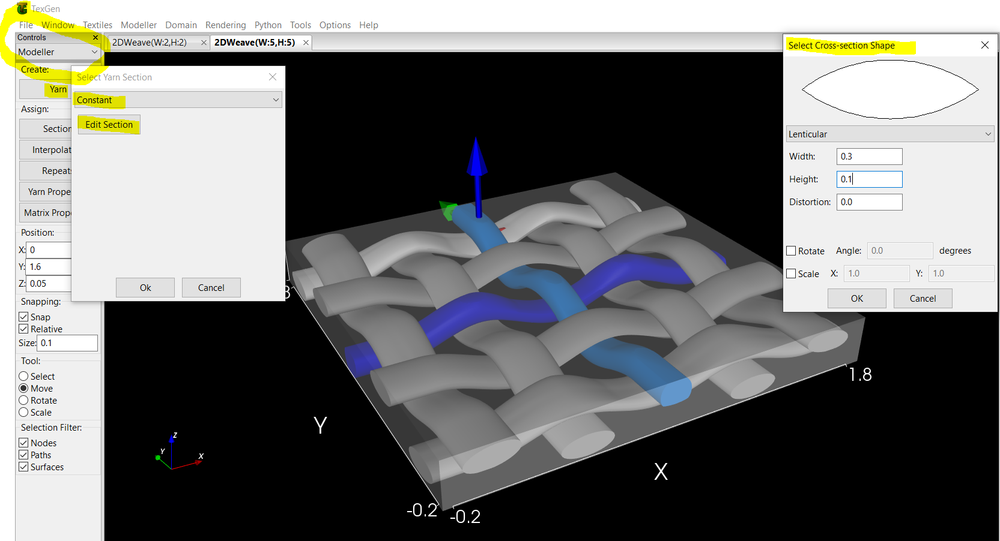 TexGen
File Window Textiles Modeller Domain Rendering Python Tools Options Help
Controls
2DWeave(W:2,H:2)
2DWeave(W:5,H:5)
Modeller
Create:
Yarn
Assign:
Section
Interpolat
Repeats
Yarn Prope
Matrix Prope
Position:
X: 0
Y: 1.6
Z: 0.05
Snapping:
Snap
Relative
Size: 0.1
Tool:
Select
Move
Rotate
Scale
Selection Filter:
Nodes
Paths
Surfaces
Select Yarn Section
Constant
Edit Section
Ok Cancel
Select Cross-section Shape
Lenticular
Width: 0.3
Height: 0.1
Distortion: 0.0
Rotate Angle: 0.0 degrees
Scale X: 1.0 Y: 1.0
OK Cancel
3
1.8
Y
X
-0.2
-0.2
Z
Y
X